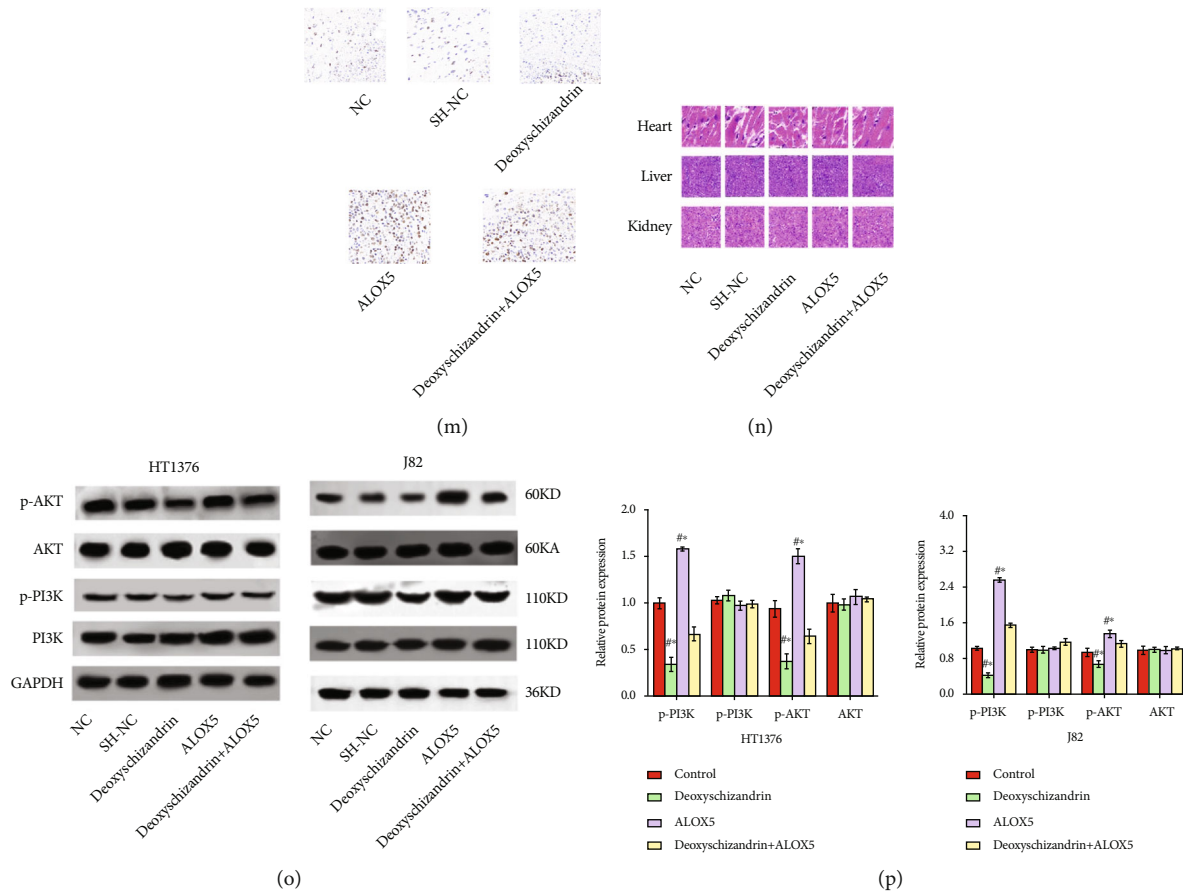 NC
SH-NC
Deoxyschizandrin
ALOX5
Deoxyschizandrin+ALOX5
(m)
Heart
Liver
Kidney
NC
SH-NC
Deoxyschizandrin
ALOX5
Deoxyschizandrin+ALOX5
(n)
HT1376
J82
p-AKT
60KD
AKT
60KA
p-PI3K
110KD
PI3K
110KD
GAPDH
36KD
NC
SH-NC
Deoxyschizandrin
ALOX5
Deoxyschizandrin+ALOX5
NC
SH-NC
Deoxyschizandrin
ALOX5
Deoxyschizandrin+ALOX5
(o)
Relative protein expression
2.0
1.5
1.0
0.5
0.0
#*
#*
#*
#*
p-PI3K p-PI3K p-AKT AKT
HT1376
Control
Deoxyschizandrin
ALOX5
Deoxyschizandrin+ALOX5
Relative protein expression
4.0
3.2
2.4
1.6
0.8
0.0
#*
#*
#*
#*
p-PI3K p-PI3K p-AKT AKT
J82
Control
Deoxyschizandrin
ALOX5
Deoxyschizandrin+ALOX5
(p)